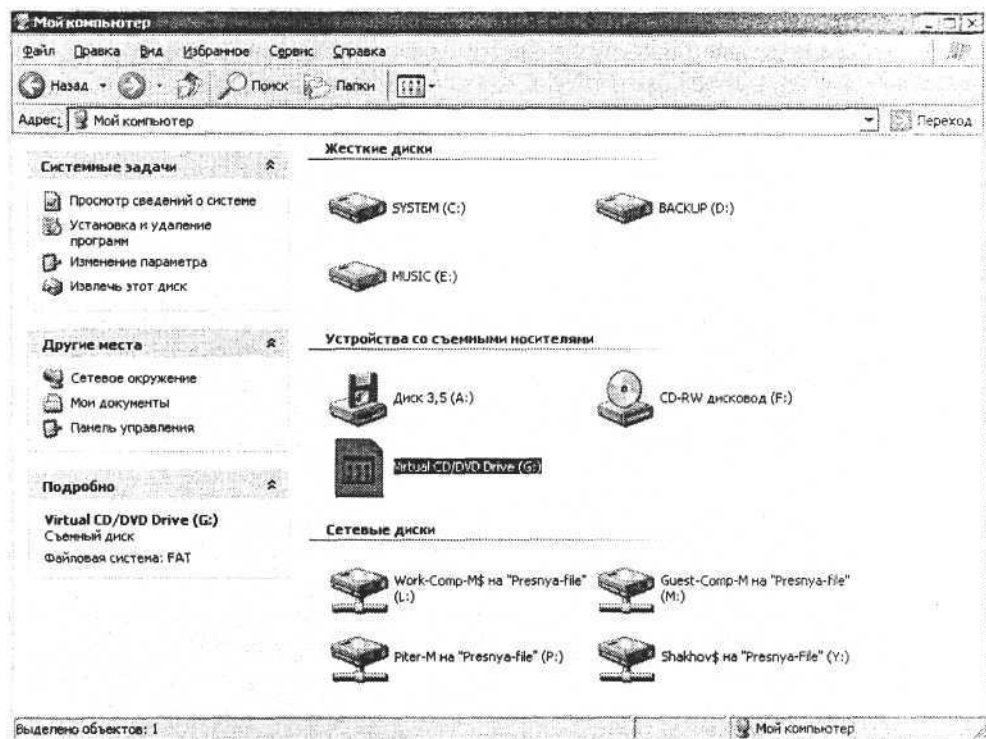 Мой компьютер
Файл Правка Вид Избранное Сервис Справка
Назад Поиск Папки
Адрес: Мой компьютер Переход
Системные задачи
Просмотр сведений о системе
Установка и удаление
программ
Изменение параметра
Извлечь этот диск
Другие места
Сетевое окружение
Мои документы
Панель управления
Подробно
Virtual CD/DVD Drive (G:)
Съемный диск
Файловая система: FAT
Жесткие диски
SYSTEM (C:)
BACKUP (D:)
MUSIC (E:)
Устройства со съемными носителями
Диск 3,5 (A:)
CD-RW дисковод (F:)
Virtual CD/DVD Drive (G:)
Сетевые диски
Work-Comp-M$ на "Presnya-file"
(L:)
Guest-Comp-M на "Presnya-file"
(M:)
Piter-M на "Presnya-file" (P:)
Shakhov$ на "Presnya-File" (Y:)
Выделено объектов: 1
Мой компьютер